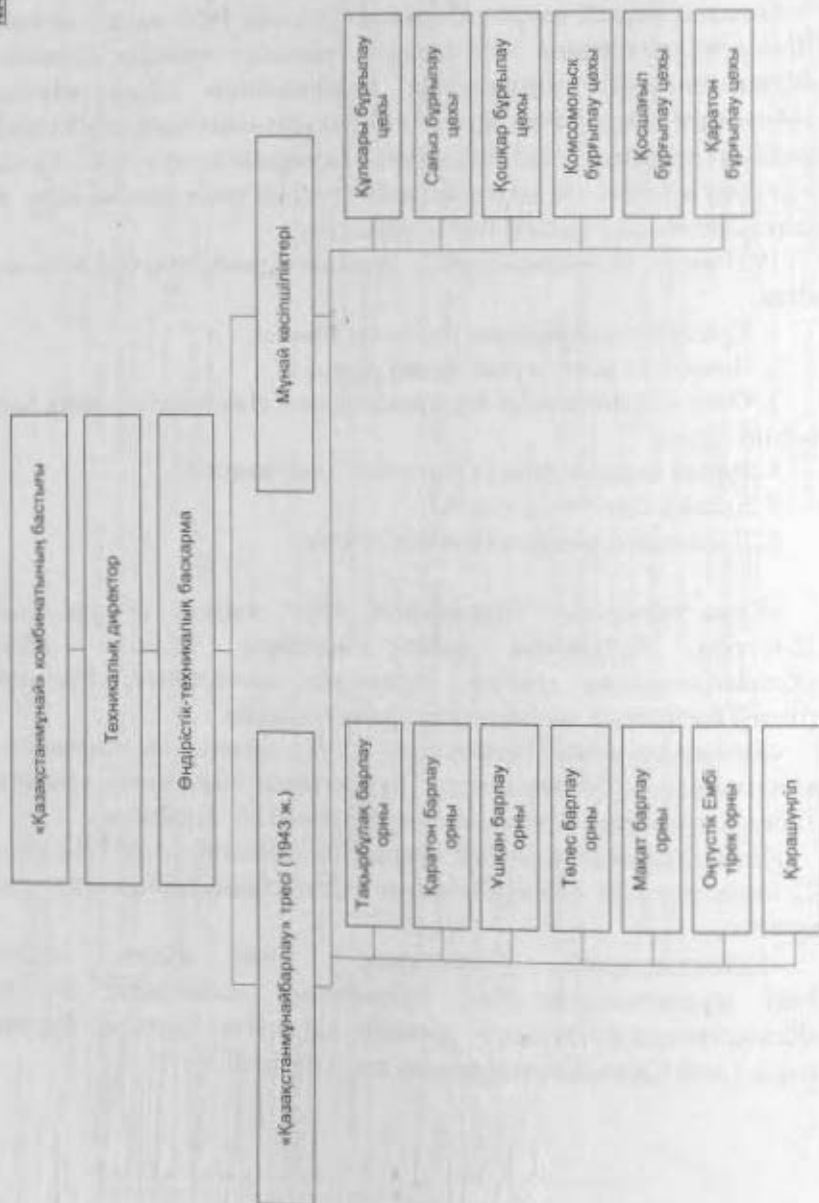 «Қазақстанмұнай» комбинатының бастығы
Техникалық директор
Өндірістік-техникалық басқарма
«Қазақстанмұнайбарлау» тресі (1943 ж.)
Тақырбұлақ барлау
орны
Қаратон барлау
орны
Ушқан барлау
орны
Төлес барлау
орны
Мақат барлау
орны
Оңтүстік Ембі
тірек орны
Қарашүңгіл
Мұнай кәсіпшіліктері
Құлсары бұрғылау
цехы
Сағыз бұрғылау
цехы
Қошқар бұрғылау
цехы
Комсомольск
бұрғылау цехы
Қосшағыл
бұрғылау цехы
Қаратон
бұрғылау цехы